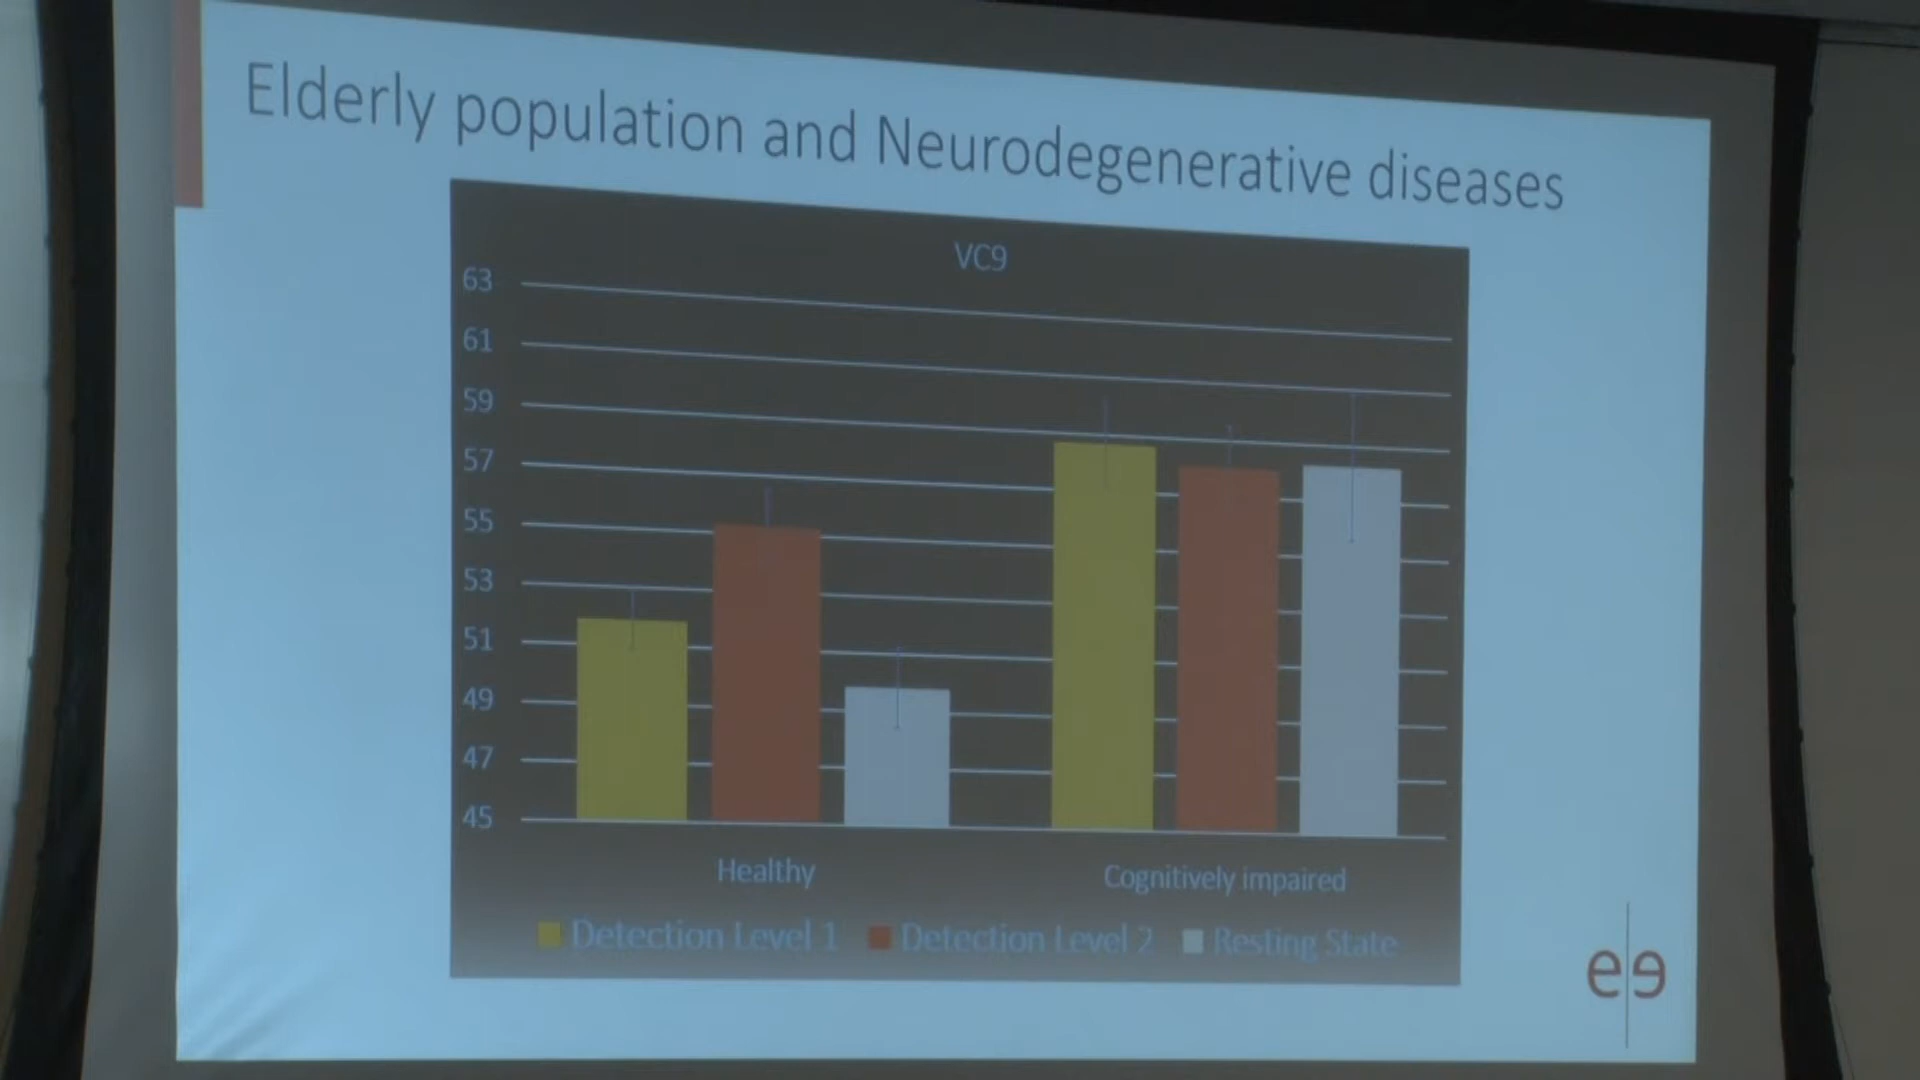 Elderly population and Neurodegenerative diseases
VC9
63
61
59
57
55
53
51
49
47
45
Healthy
Cognitively impaired
Detection Level 1
Detection Level 2
Resting State
e|ɘ